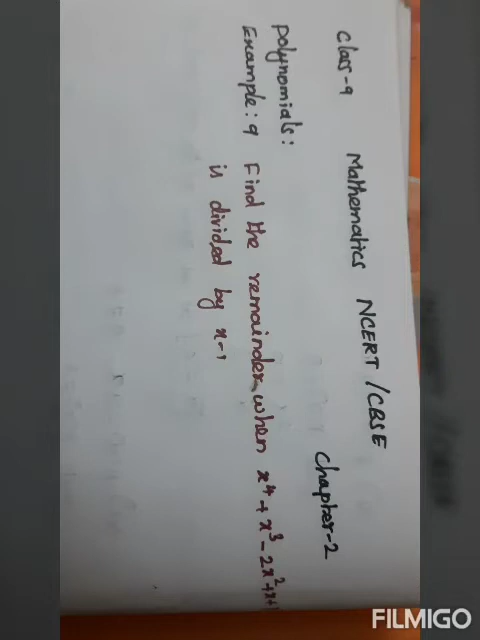 Class-9 Mathematics NCERT/CBSE
Chapter-2
Polynomials:
Example: 9 Find the remainder when x⁴ + x³ - 2x² + x + 1
is divided by x-1
FILMIGO